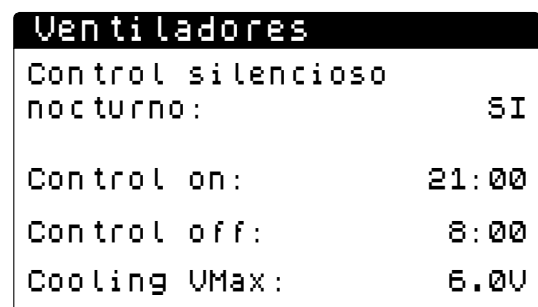 Ventiladores
Control silencioso
nocturno: SI
Control on: 21:00
Control off: 8:00
Cooling VMax: 6.0V